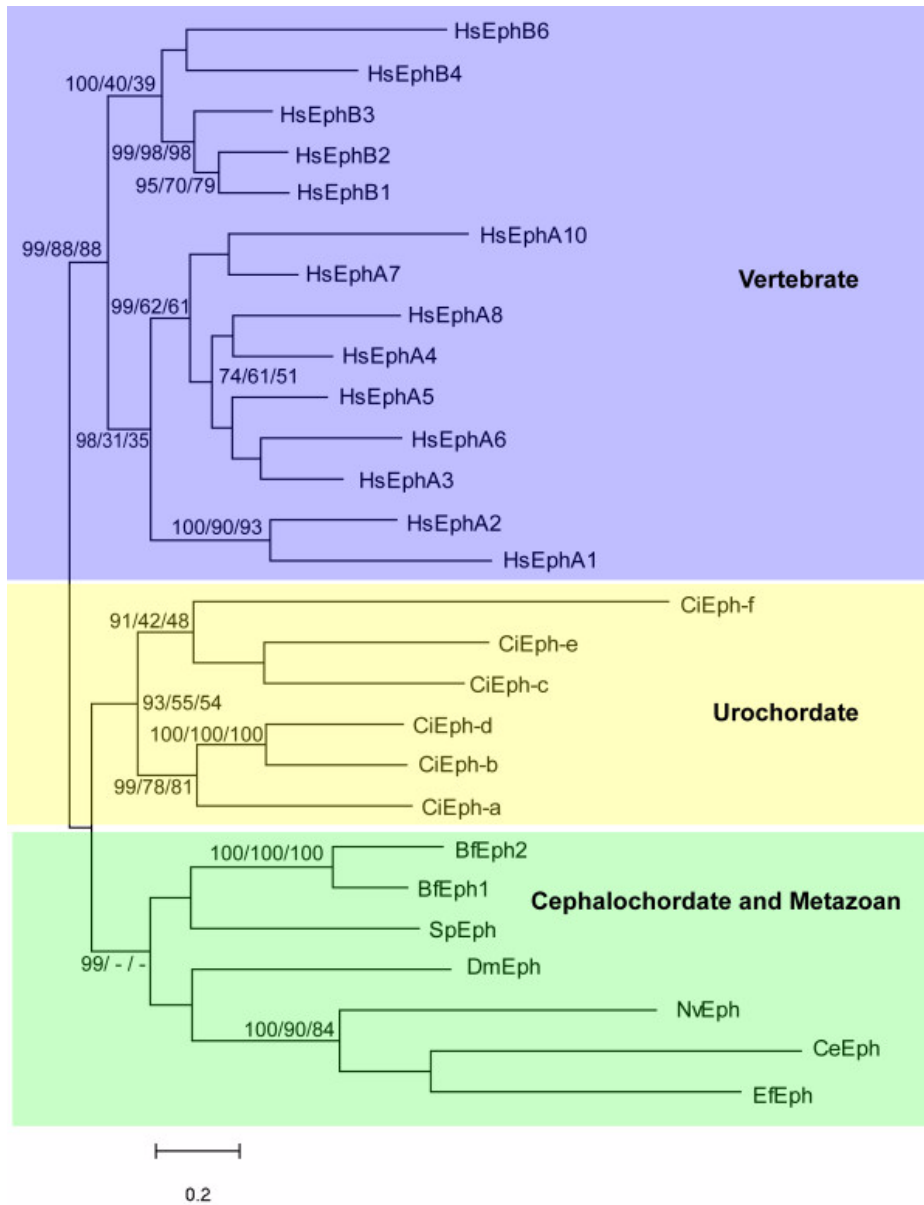 HsEphB6
HsEphB4
100/40/39
HsEphB3
99/98/98
HsEphB2
95/70/79
HsEphB1
HsEphA10
99/88/88
HsEphA7
Vertebrate
99/62/61
HsEphA8
HsEphA4
74/61/51
HsEphA5
HsEphA6
98/31/35
HsEphA3
HsEphA2
100/90/93
HsEphA1
CiEph-f
91/42/48
CiEph-e
CiEph-c
93/55/54
Urochordate
CiEph-d
100/100/100
CiEph-b
99/78/81
CiEph-a
BfEph2
100/100/100
BfEph1
Cephalochordate and Metazoan
SpEph
99/ - / -
DmEph
NvEph
100/90/84
CeEph
EfEph
0.2